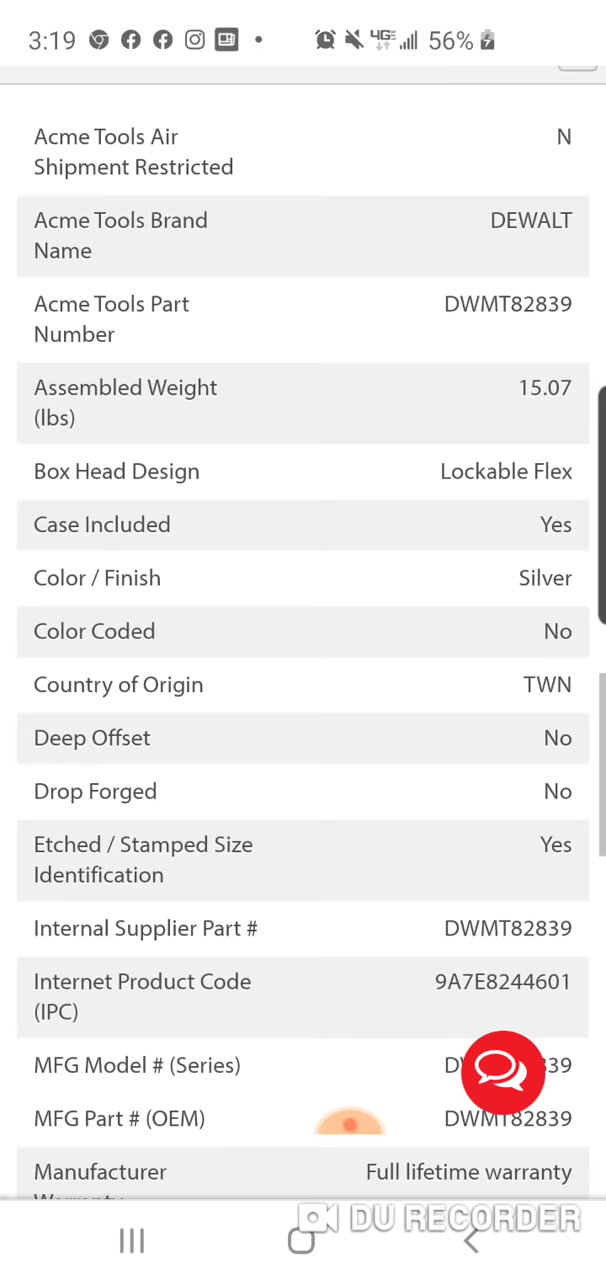 3:19 4GE 56%
Acme Tools Air N
Shipment Restricted
Acme Tools Brand DEWALT
Name
Acme Tools Part DWMT82839
Number
Assembled Weight 15.07
(lbs)
Box Head Design Lockable Flex
Case Included Yes
Color / Finish Silver
Color Coded No
Country of Origin TWN
Deep Offset No
Drop Forged No
Etched / Stamped Size Yes
Identification
Internal Supplier Part # DWMT82839
Internet Product Code 9A7E8244601
(IPC)
MFG Model # (Series)
MFG Part # (OEM) DWMT82839
Manufacturer Full lifetime warranty
Warranty
DU RECORDER